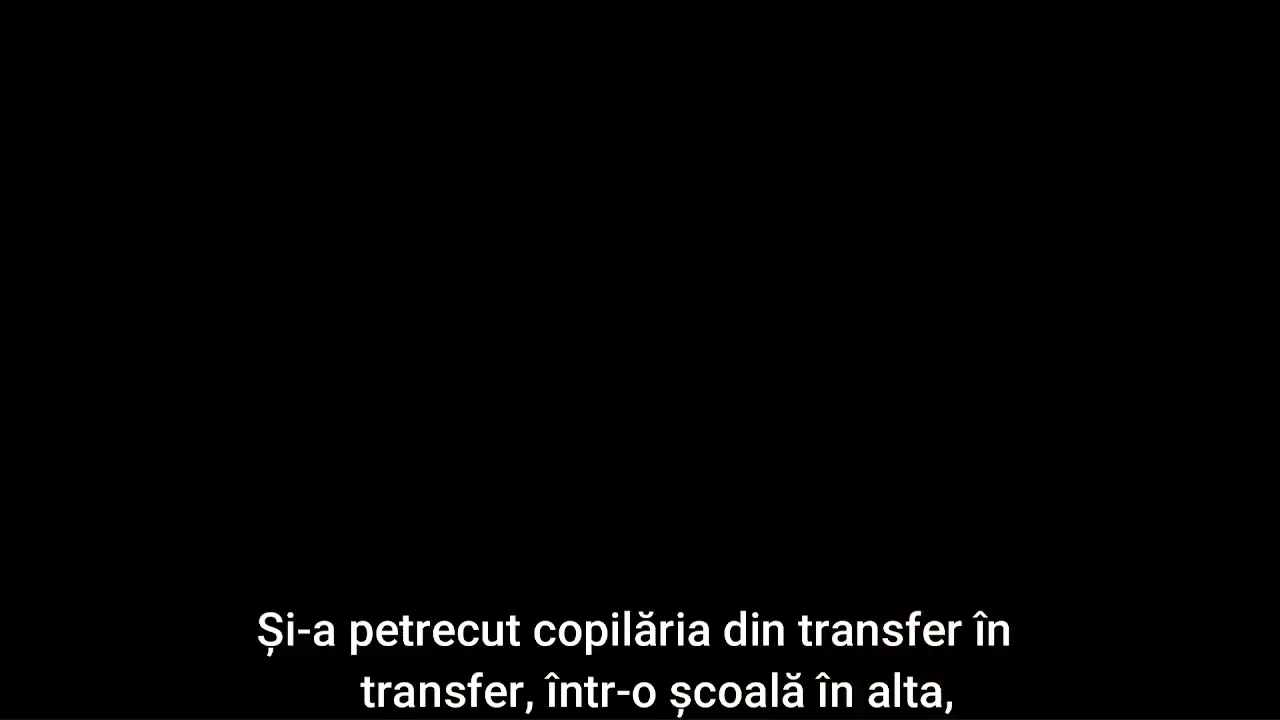 Și-a petrecut copilăria din transfer în
transfer, într-o școală în alta,